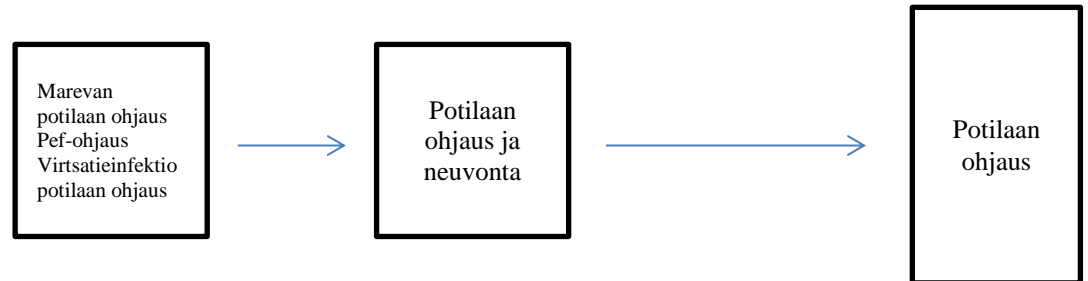 Marevan
potilaan ohjaus
Pef-ohjaus
Virtsatieinfektio
potilaan ohjaus
Potilaan
ohjaus ja
neuvonta
Potilaan
ohjaus